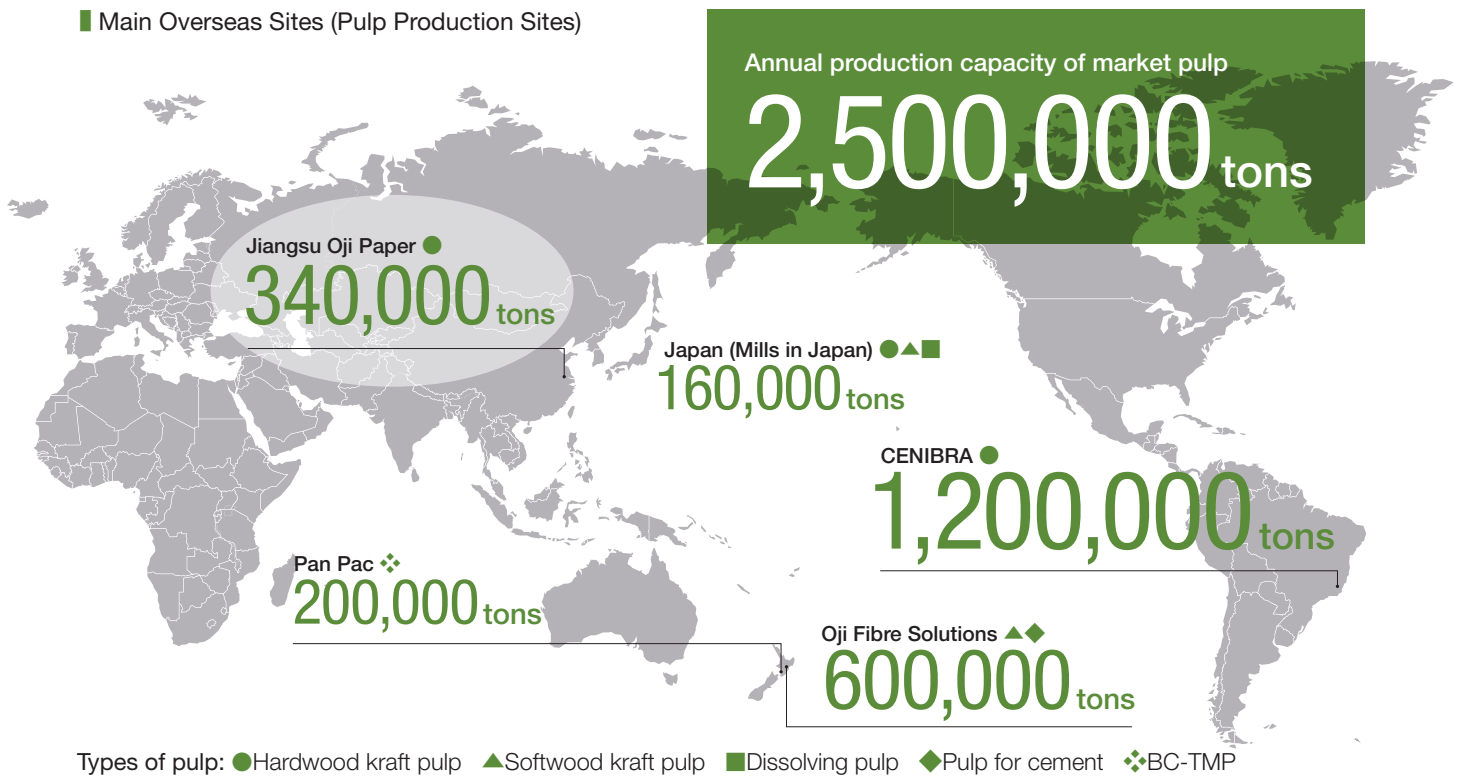 Main Overseas Sites (Pulp Production Sites)
Annual production capacity of market pulp
2,500,000 tons
Jiangsu Oji Paper
340,000 tons
Japan (Mills in Japan)
160,000 tons
CENIBRA
1,200,000 tons
Pan Pac
200,000 tons
Oji Fibre Solutions
600,000 tons
Types of pulp: Hardwood kraft pulp Softwood kraft pulp Dissolving pulp Pulp for cement BC-TMP